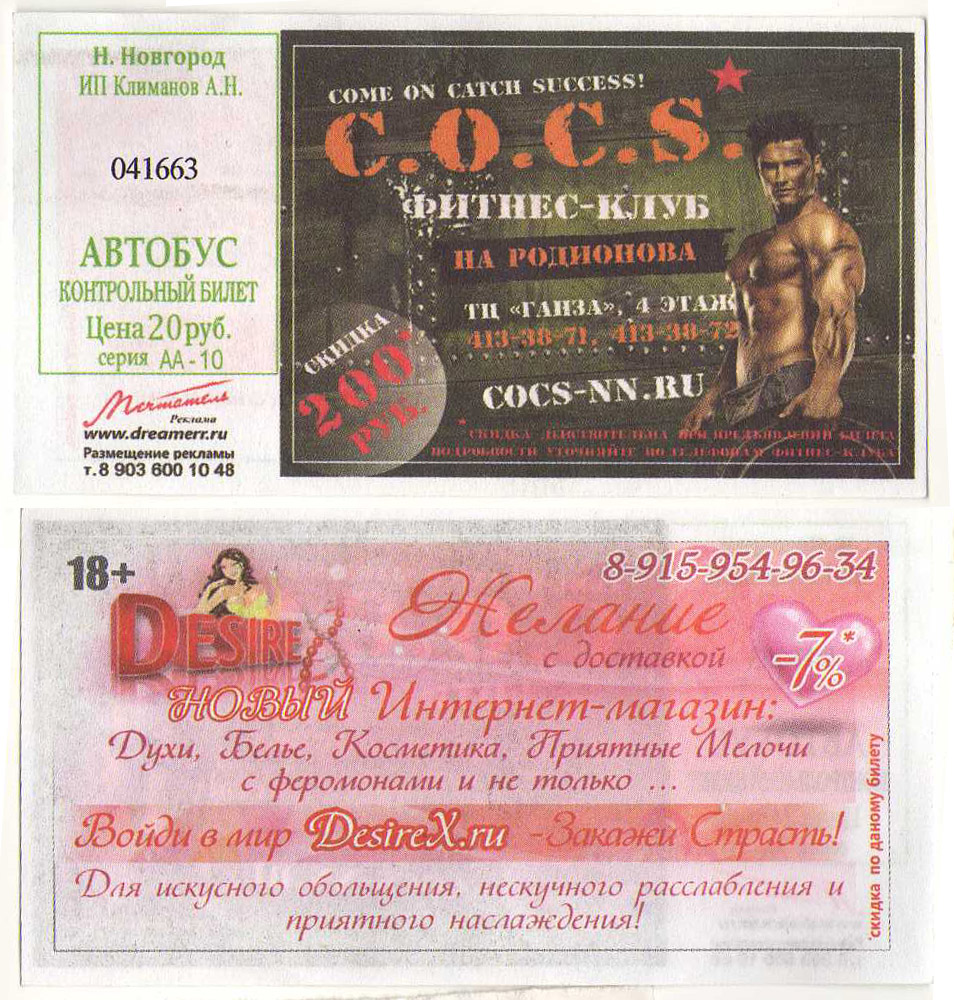 Н. Новгород
ИП Климанов А.Н.
041663
АВТОБУС
КОНТРОЛЬНЫЙ БИЛЕТ
Цена 20 руб.
серия АА - 10
Мечтатель
Реклама
www.dreamerr.ru
Размещение рекламы
т. 8 903 600 10 48
COME ON CATCH SUCCESS!
C.O.C.S.
ФИТНЕС-КЛУБ
НА РОДИОНОВА
ТЦ «ГАНЗА», 4 ЭТАЖ
413-38-71, 413-38-72
COCS-NN.RU
СКИДКА*
200
РУБ.
*СКИДКА ДЕЙСТВИТЕЛЬНА ПРИ ПРЕДЪЯВЛЕНИИ БИЛЕТА
ПОДРОБНОСТИ УТОЧНЯЙТЕ ПО ТЕЛЕФОНАМ ФИТНЕС-КЛУБА
18+
8-915-954-96-34
DESIREX
Желание
с доставкой
-7%*
НОВЫЙ Интернет-магазин:
Духи, Белье, Косметика, Приятные Мелочи
с феромонами и не только ...
Войди в мир DesireX.ru -Закажи Страсть!
Для искусного обольщения, нескучного расслабления и
приятного наслаждения!
*скидка по даному билету